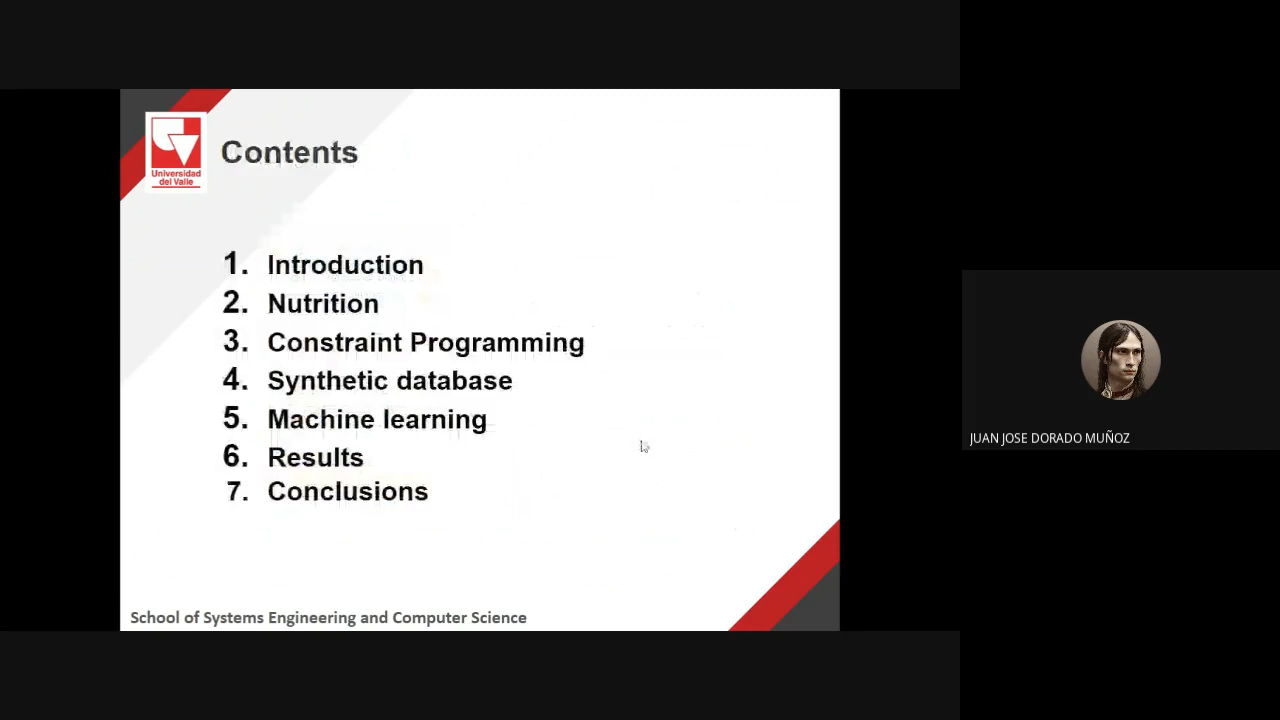 Universidad
del Valle
Contents
1. Introduction
2. Nutrition
3. Constraint Programming
4. Synthetic database
5. Machine learning
6. Results
7. Conclusions
School of Systems Engineering and Computer Science
JUAN JOSE DORADO MUÑOZ